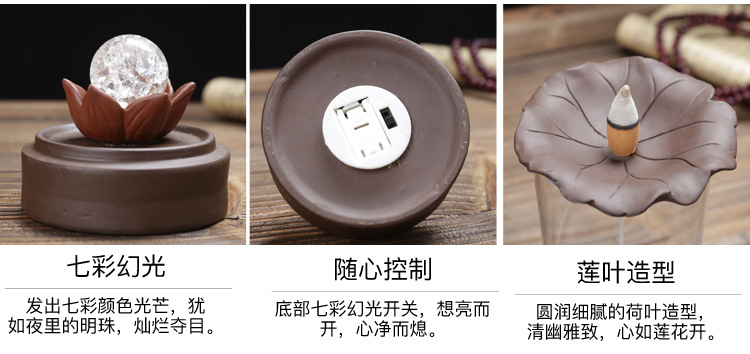 七彩幻光
发出七彩颜色光芒，犹
如夜里的明珠，灿烂夺目。
随心控制
底部七彩幻光开关，想亮而
开，心净而熄。
莲叶造型
圆润细腻的荷叶造型，
清幽雅致，心如莲花开。